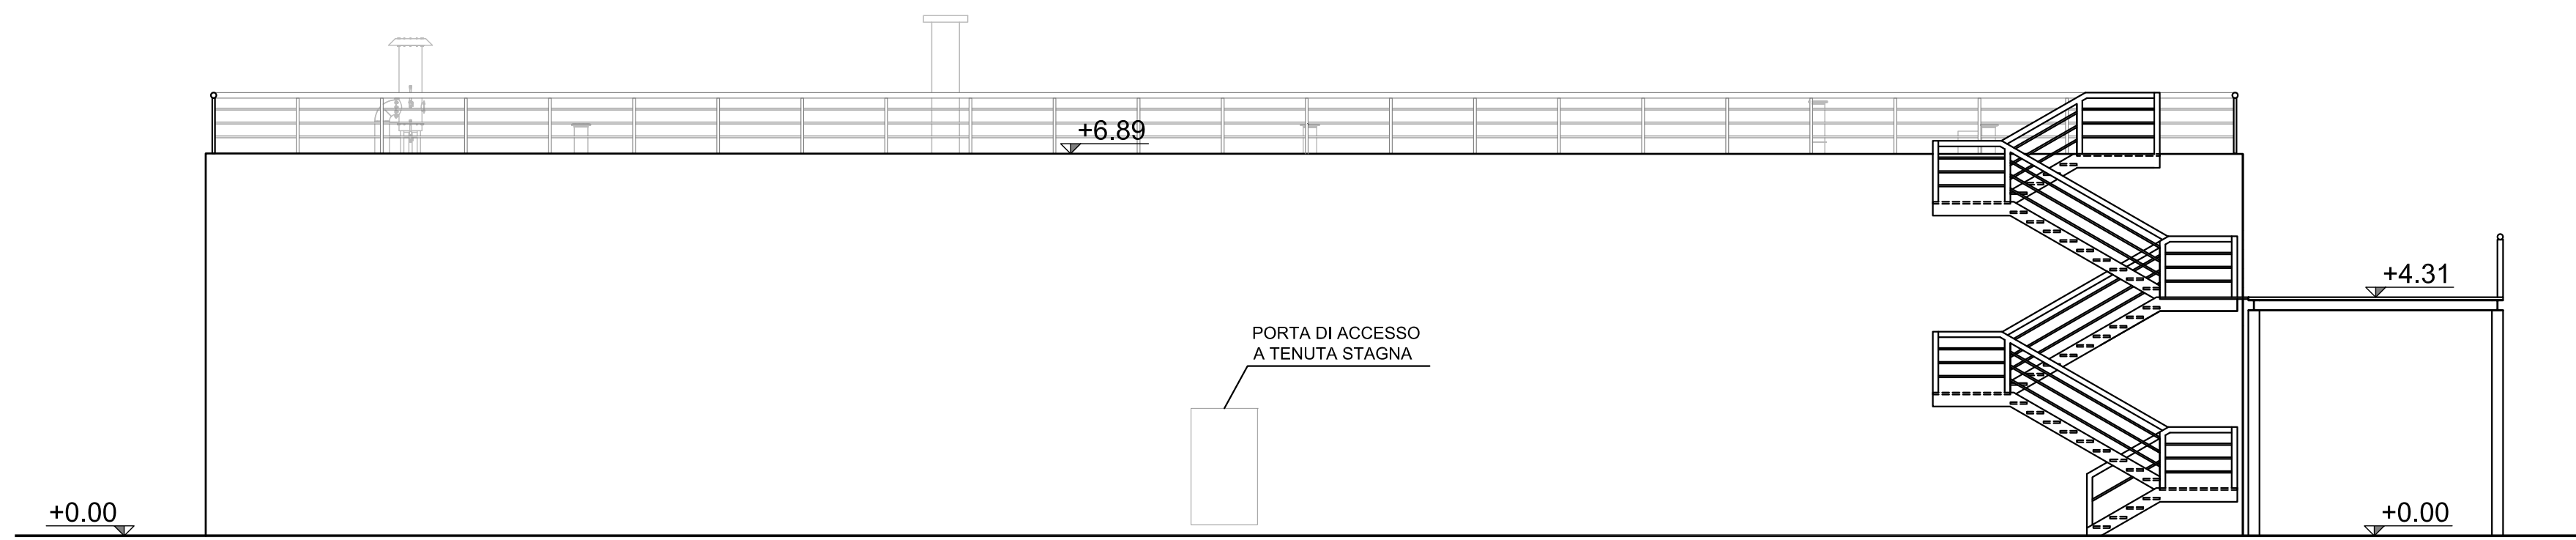 +6.89
+4.31
PORTA DI ACCESSO
A TENUTA STAGNA
+0.00
+0.00